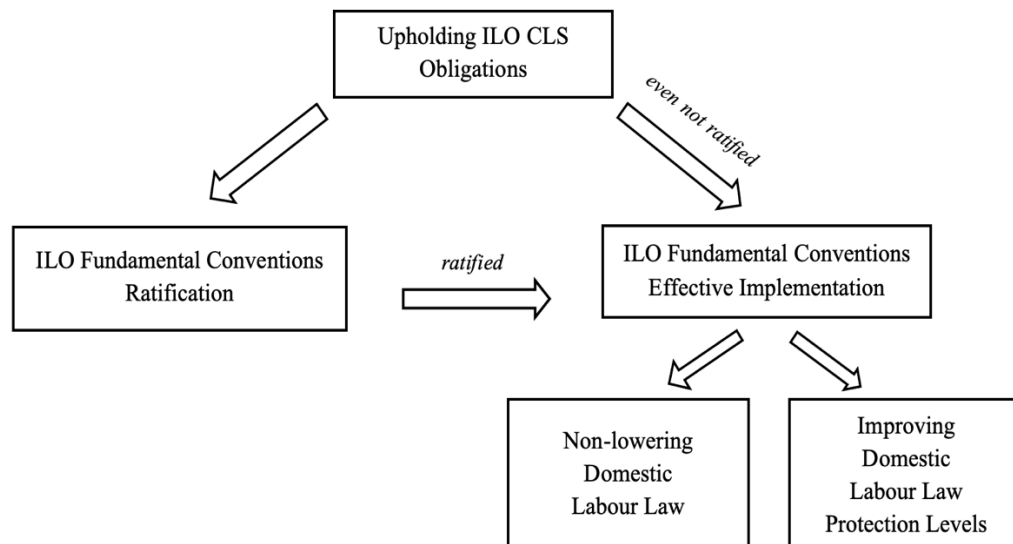 Upholding ILO CLS
Obligations
even not ratified
ILO Fundamental Conventions
Ratification
ratified
ILO Fundamental Conventions
Effective Implementation
Non-lowering
Domestic
Labour Law
Improving
Domestic
Labour Law
Protection Levels